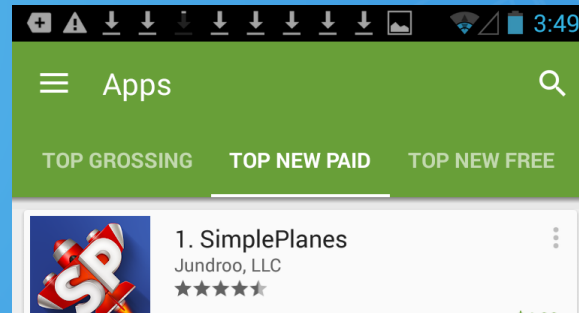 3:49
Apps
TOP GROSSING TOP NEW PAID TOP NEW FREE
1. SimplePlanes
Jundroo, LLC
SP